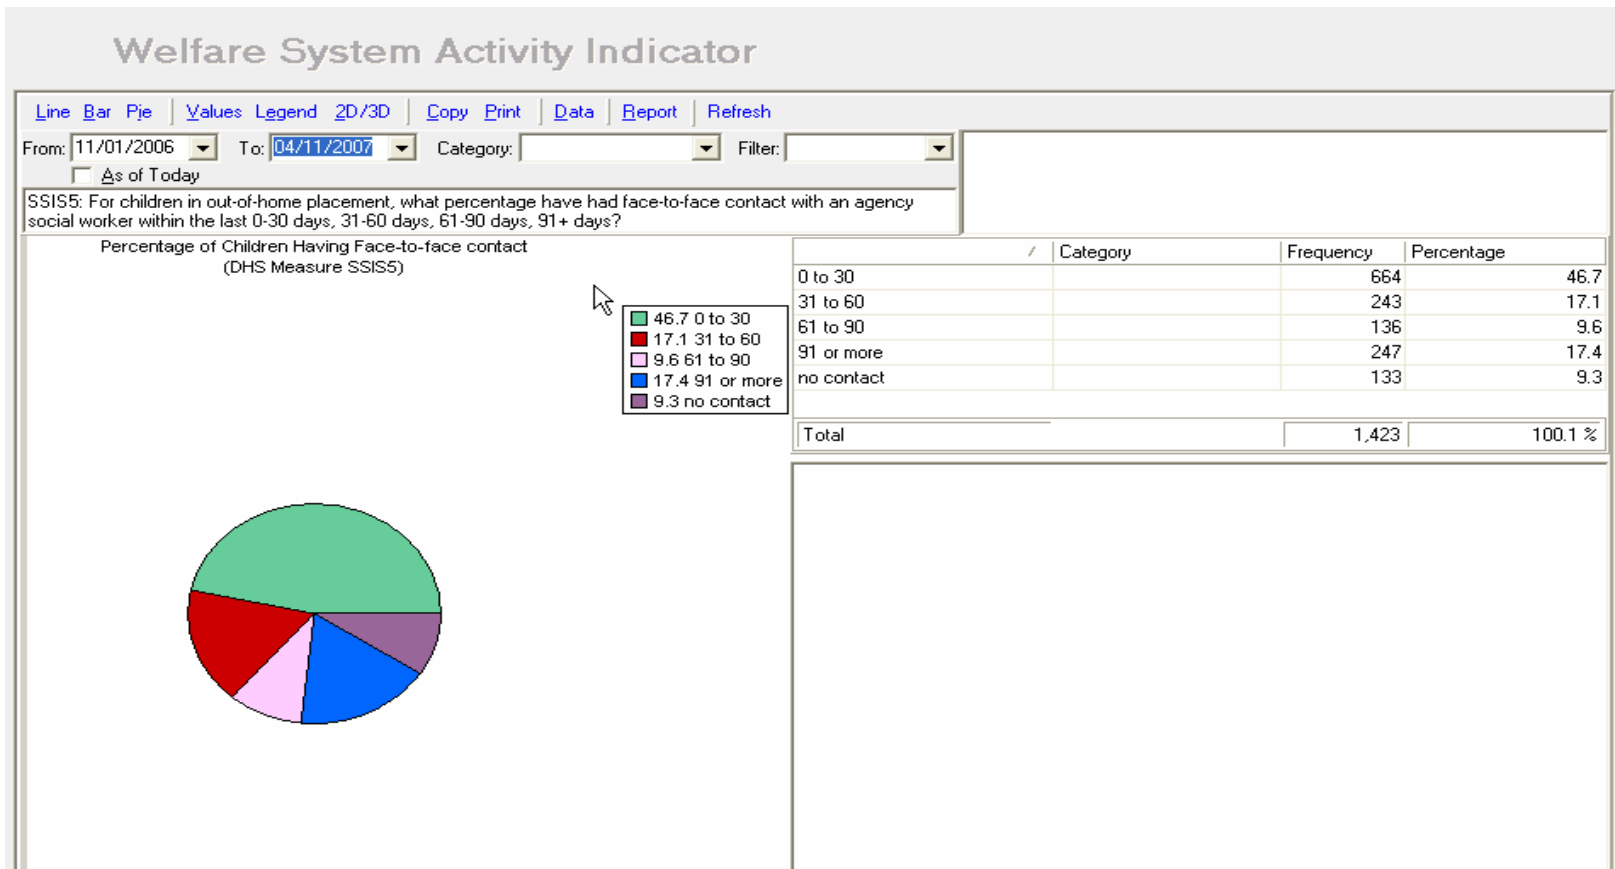 Welfare System Activity Indicator
Line Bar Pie Values Legend 2D/3D Copy Print Data Report Refresh
From: 11/01/2006 To: 04/11/2007 Category: Filter:
As of Today
SSIS5: For children in out-of-home placement, what percentage have had face-to-face contact with an agency
social worker within the last 0-30 days, 31-60 days, 61-90 days, 91+ days?
Percentage of Children Having Face-to-face contact
(DHS Measure SSIS5)
46.7 0 to 30
17.1 31 to 60
9.6 61 to 90
17.4 91 or more
9.3 no contact
/ Category Frequency Percentage
0 to 30 664 46.7
31 to 60 243 17.1
61 to 90 136 9.6
91 or more 247 17.4
no contact 133 9.3
Total 1,423 100.1 %